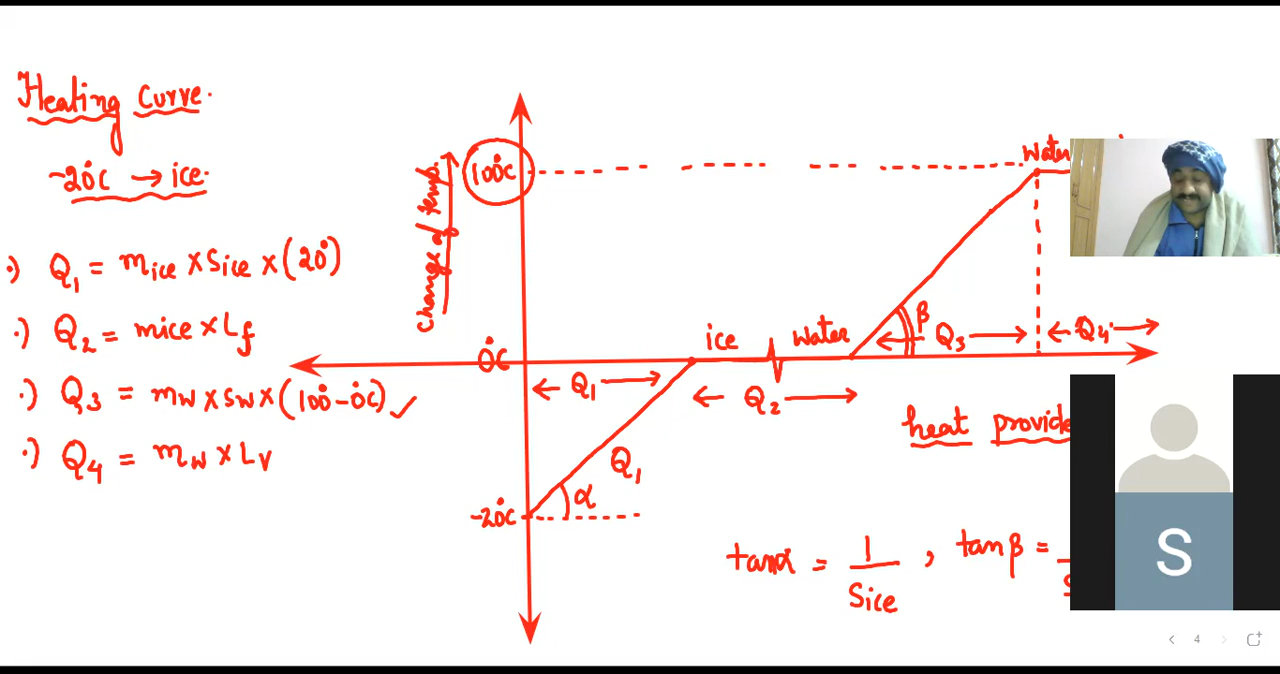 Heating Curve.
-20°C → ice.
•) Q₁ = mice × Sice × (20°)
•) Q₂ = mice × Lf
•) Q₃ = mw × Sw × (100° - 0°C) ✓
•) Q₄ = mw × Lv
Change of temp.
100°C
0°C
-20°C
Q₁
Q₁
α
ice
Water
Q₂
β
Q₃
Water
Q₄
heat provide
tanα = 1/Sice , tanβ =
S
4